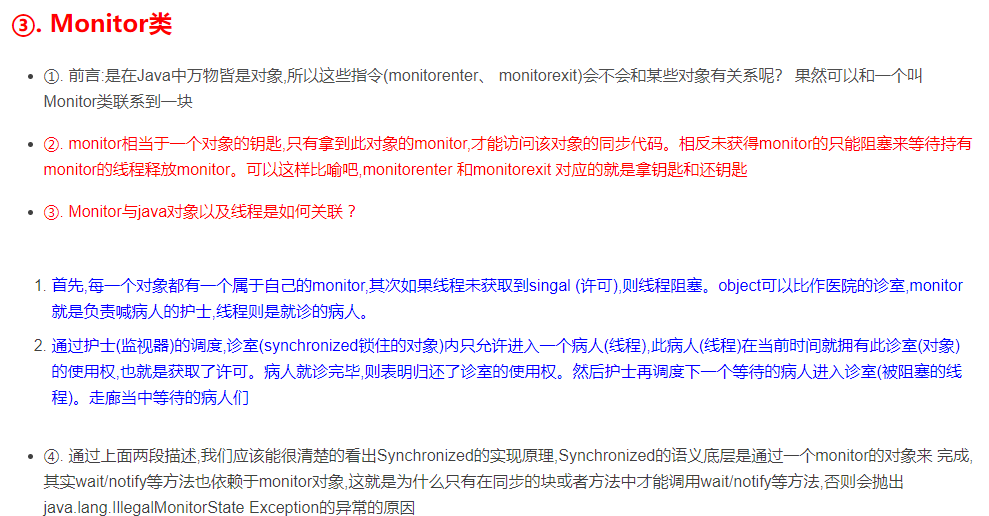 ③. Monitor类
①. 前言:是在Java中万物皆是对象,所以这些指令(monitorenter、 monitorexit)会不会和某些对象有关系呢? 果然可以和一个叫
Monitor类联系到一块
②. monitor相当于一个对象的钥匙,只有拿到此对象的monitor,才能访问该对象的同步代码。相反未获得monitor的只能阻塞来等待持有
monitor的线程释放monitor。可以这样比喻吧,monitorenter 和monitorexit 对应的就是拿钥匙和还钥匙
③. Monitor与java对象以及线程是如何关联 ?
1. 首先,每一个对象都有一个属于自己的monitor,其次如果线程未获取到singal (许可),则线程阻塞。object可以比作医院的诊室,monitor
就是负责喊病人的护士,线程则是就诊的病人。
2. 通过护士(监视器)的调度,诊室(synchronized锁住的对象)内只允许进入一个病人(线程),此病人(线程)在当前时间就拥有此诊室(对象)
的使用权,也就是获取了许可。病人就诊完毕,则表明归还了诊室的使用权。然后护士再调度下一个等待的病人进入诊室(被阻塞的线
程)。走廊当中等待的病人们
④. 通过上面两段描述,我们应该能很清楚的看出Synchronized的实现原理,Synchronized的语义底层是通过一个monitor的对象来 完成,
其实wait/notify等方法也依赖于monitor对象,这就是为什么只有在同步的块或者方法中才能调用wait/notify等方法,否则会抛出
java.lang.IllegalMonitorState Exception的异常的原因